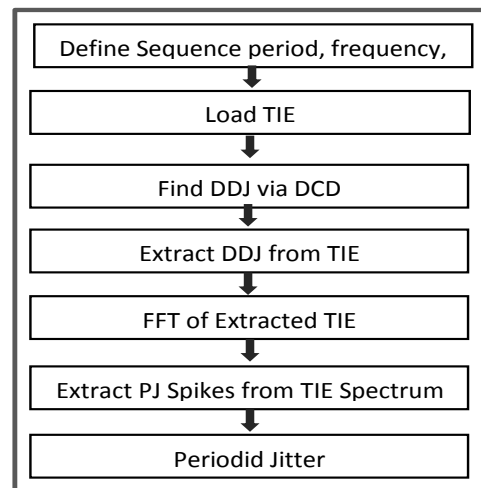 Define Sequence period, frequency,
Load TIE
Find DDJ via DCD
Extract DDJ from TIE
FFT of Extracted TIE
Extract PJ Spikes from TIE Spectrum
Periodid Jitter